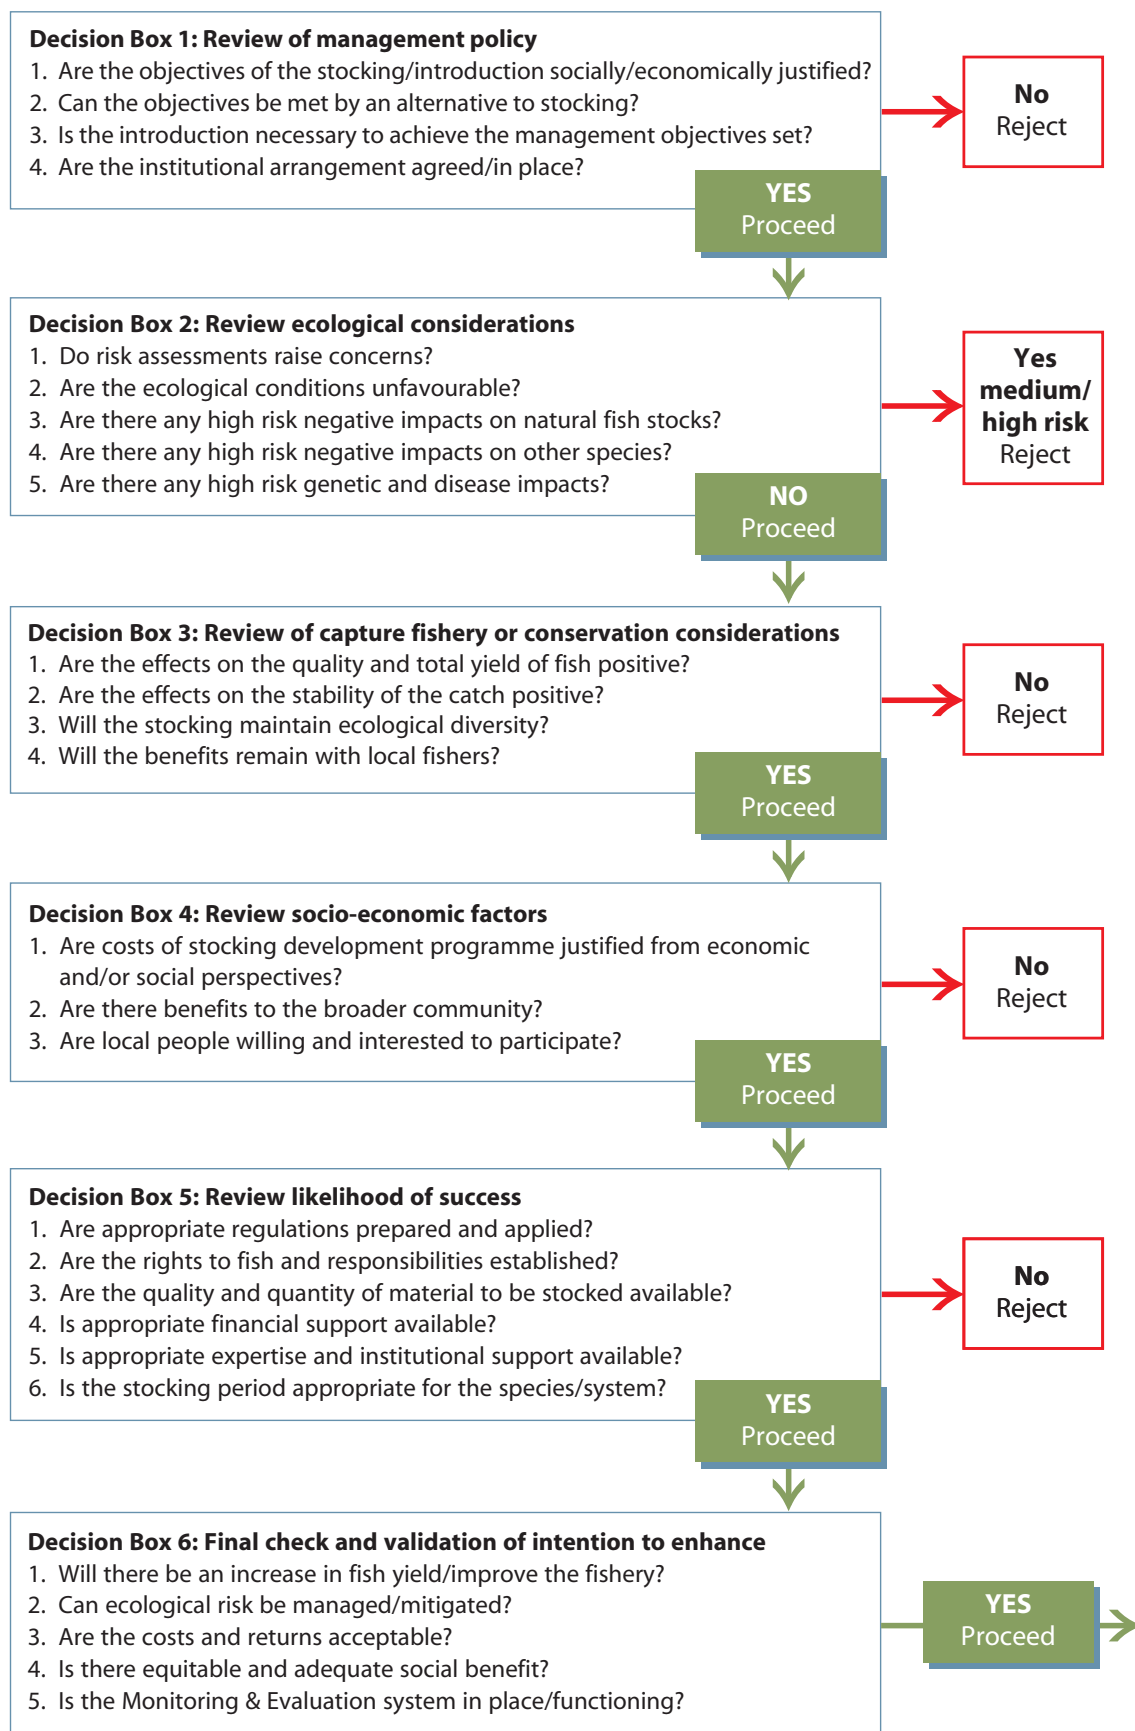 Decision Box 1: Review of management policy
1. Are the objectives of the stocking/introduction socially/economically justified?
2. Can the objectives be met by an alternative to stocking?
3. Is the introduction necessary to achieve the management objectives set?
4. Are the institutional arrangement agreed/in place?
No
Reject
YES
Proceed
Decision Box 2: Review ecological considerations
1. Do risk assessments raise concerns?
2. Are the ecological conditions unfavourable?
3. Are there any high risk negative impacts on natural fish stocks?
4. Are there any high risk negative impacts on other species?
5. Are there any high risk genetic and disease impacts?
Yes
medium/
high risk
Reject
NO
Proceed
Decision Box 3: Review of capture fishery or conservation considerations
1. Are the effects on the quality and total yield of fish positive?
2. Are the effects on the stability of the catch positive?
3. Will the stocking maintain ecological diversity?
4. Will the benefits remain with local fishers?
No
Reject
YES
Proceed
Decision Box 4: Review socio-economic factors
1. Are costs of stocking development programme justified from economic
and/or social perspectives?
2. Are there benefits to the broader community?
3. Are local people willing and interested to participate?
No
Reject
YES
Proceed
Decision Box 5: Review likelihood of success
1. Are appropriate regulations prepared and applied?
2. Are the rights to fish and responsibilities established?
3. Are the quality and quantity of material to be stocked available?
4. Is appropriate financial support available?
5. Is appropriate expertise and institutional support available?
6. Is the stocking period appropriate for the species/system?
No
Reject
YES
Proceed
Decision Box 6: Final check and validation of intention to enhance
1. Will there be an increase in fish yield/improve the fishery?
2. Can ecological risk be managed/mitigated?
3. Are the costs and returns acceptable?
4. Is there equitable and adequate social benefit?
5. Is the Monitoring & Evaluation system in place/functioning?
YES
Proceed